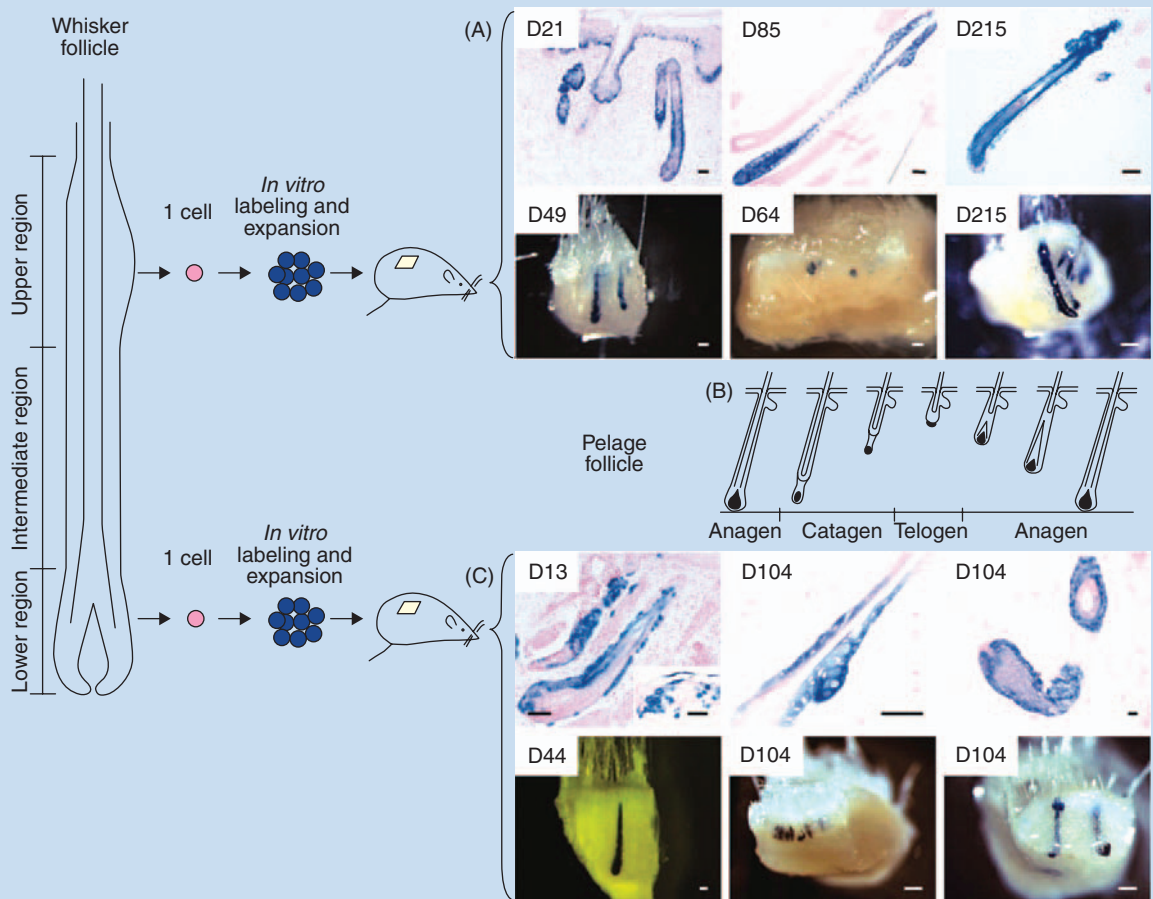 Whisker
follicle
Upper region
Intermediate region
Lower region
1 cell
In vitro
labeling and
expansion
(A)
D21
D85
D215
D49
D64
D215
(B)
Pelage
follicle
Anagen
Catagen
Telogen
Anagen
1 cell
In vitro
labeling and
expansion
(C)
D13
D104
D104
D44
D104
D104